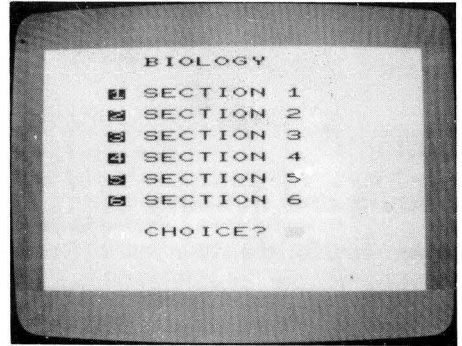 BIOLOGY
1 SECTION 1
2 SECTION 2
3 SECTION 3
4 SECTION 4
5 SECTION 5
6 SECTION 6
CHOICE?